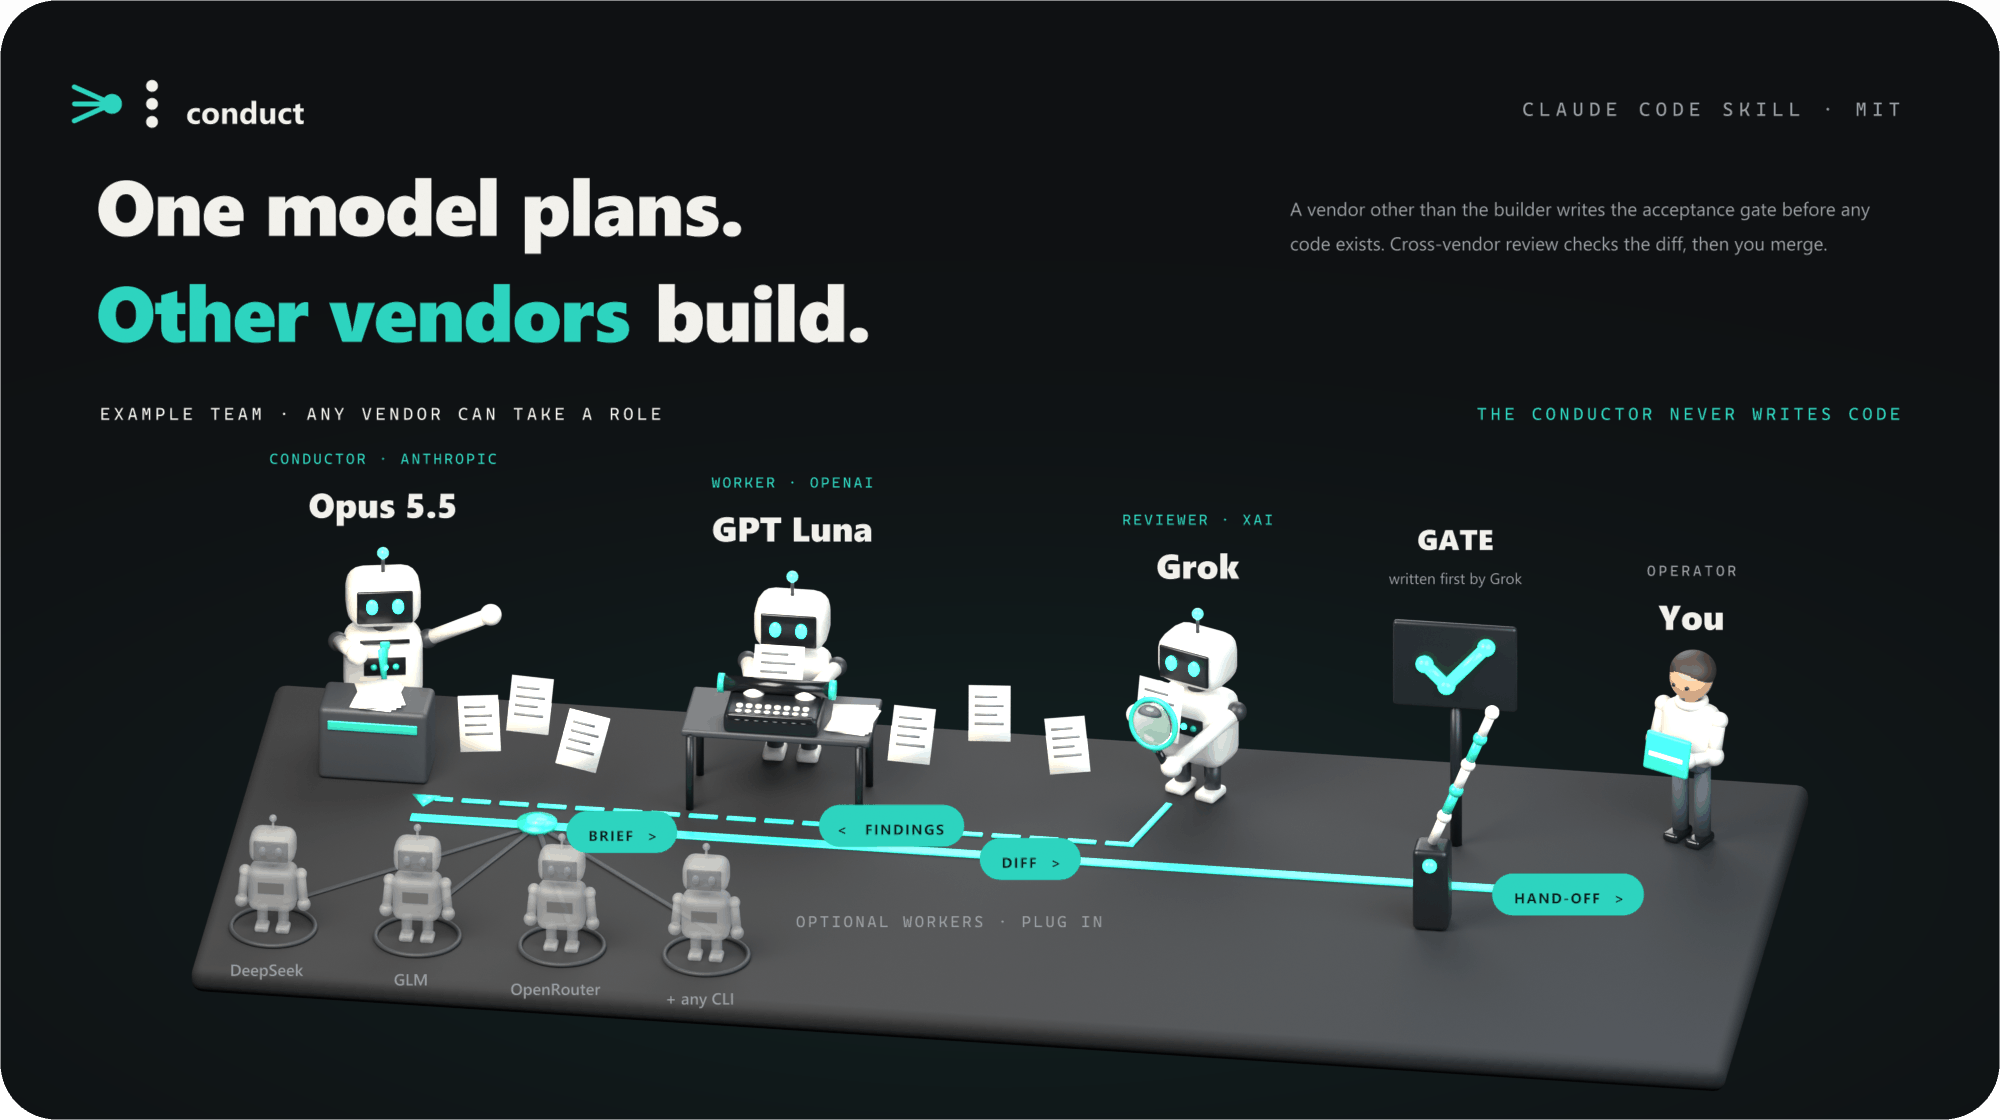 conduct
CLAUDE CODE SKILL · MIT
One model plans.
Other vendors build.
A vendor other than the builder writes the acceptance gate before any
code exists. Cross-vendor review checks the diff, then you merge.
EXAMPLE TEAM · ANY VENDOR CAN TAKE A ROLE
THE CONDUCTOR NEVER WRITES CODE
CONDUCTOR · ANTHROPIC
Opus 5.5
WORKER · OPENAI
GPT Luna
REVIEWER · XAI
Grok
GATE
written first by Grok
OPERATOR
You
BRIEF >
< FINDINGS
DIFF >
HAND-OFF >
OPTIONAL WORKERS · PLUG IN
DeepSeek
GLM
OpenRouter
+ any CLI